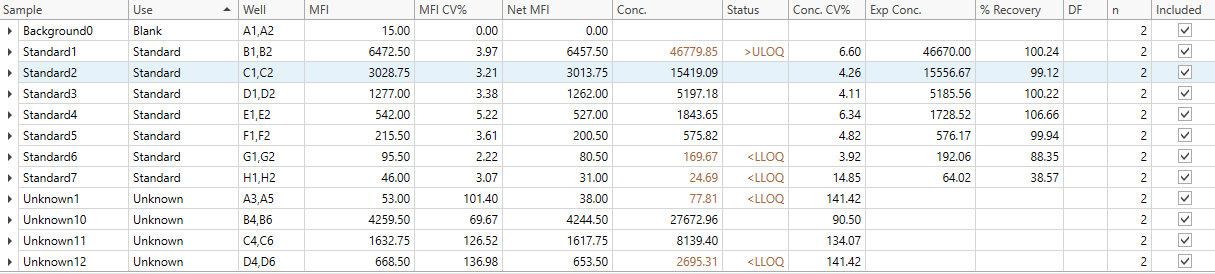 Sample Use Well MFI MFI CV% Net MFI Conc. Status Conc. CV% Exp Conc. % Recovery DF n Included
Background0 Blank A1,A2 15.00 0.00 0.00 2
Standard1 Standard B1,B2 6472.50 3.97 6457.50 46779.85 >ULOQ 6.60 46670.00 100.24 2
Standard2 Standard C1,C2 3028.75 3.21 3013.75 15419.09 4.26 15556.67 99.12 2
Standard3 Standard D1,D2 1277.00 3.38 1262.00 5197.18 4.11 5185.56 100.22 2
Standard4 Standard E1,E2 542.00 5.22 527.00 1843.65 6.34 1728.52 106.66 2
Standard5 Standard F1,F2 215.50 3.61 200.50 575.82 4.82 576.17 99.94 2
Standard6 Standard G1,G2 95.50 2.22 80.50 169.67 <LLOQ 3.92 192.06 88.35 2
Standard7 Standard H1,H2 46.00 3.07 31.00 24.69 <LLOQ 14.85 64.02 38.57 2
Unknown1 Unknown A3,A5 53.00 101.40 38.00 77.81 <LLOQ 141.42 2
Unknown10 Unknown B4,B6 4259.50 69.67 4244.50 27672.96 90.50 2
Unknown11 Unknown C4,C6 1632.75 126.52 1617.75 8139.40 134.07 2
Unknown12 Unknown D4,D6 668.50 136.98 653.50 2695.31 <LLOQ 141.42 2